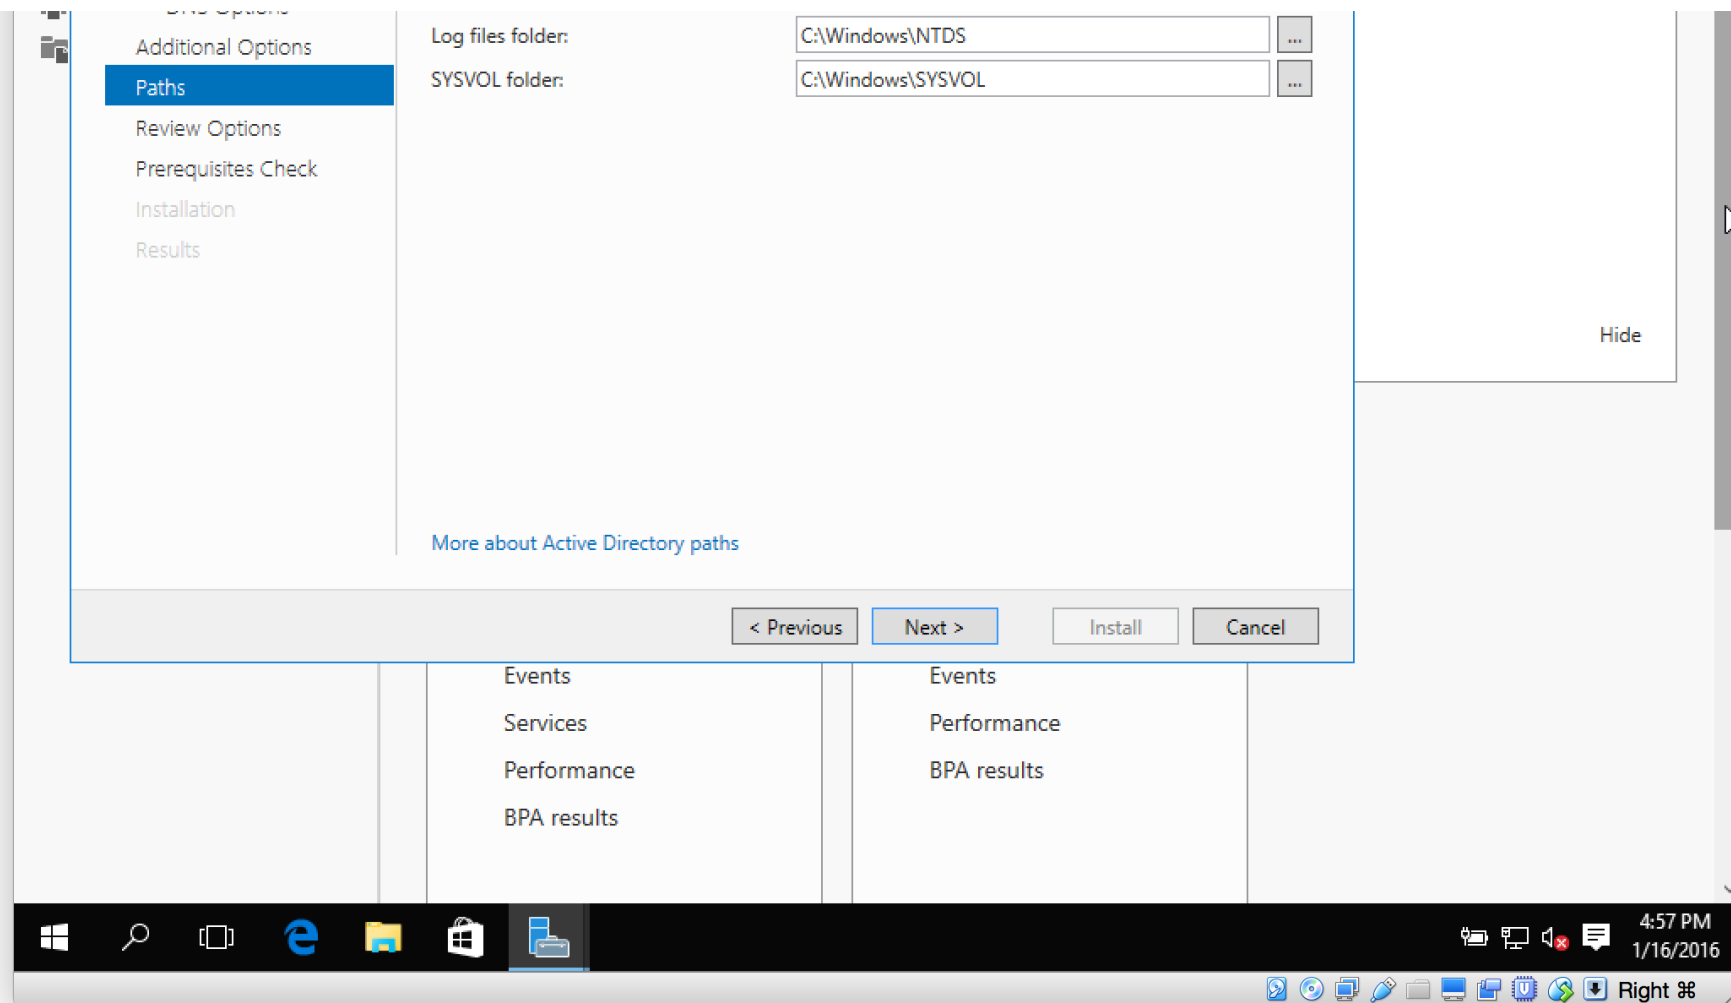 DNS Options
Additional Options
Paths
Review Options
Prerequisites Check
Installation
Results
Log files folder:
C:\Windows\NTDS
...
SYSVOL folder:
C:\Windows\SYSVOL
...
More about Active Directory paths
< Previous
Next >
Install
Cancel
Hide
Events
Services
Performance
BPA results
Events
Performance
BPA results
4:57 PM
1/16/2016
Right ⌘